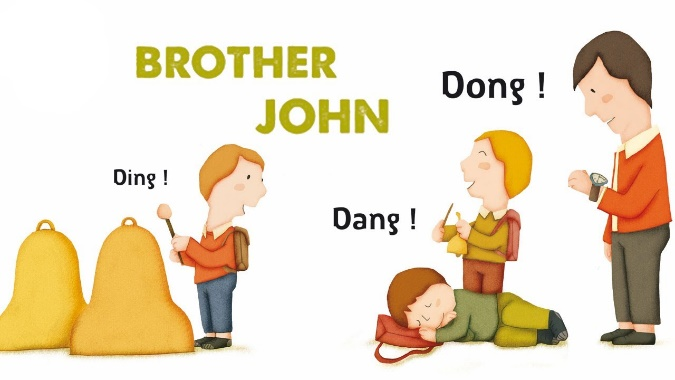 BROTHER
JOHN
Ding !
Dang !
Dong !